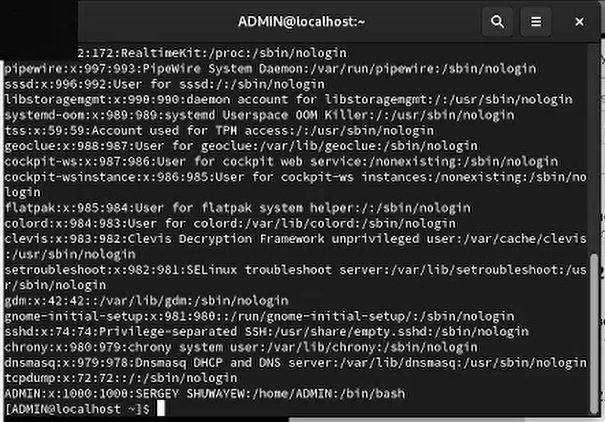 ADMIN@localhost:~
2:172:RealtimeKit:/proc:/sbin/nologin
pipewire:x:997:993:PipeWire System Daemon:/var/run/pipewire:/sbin/nologin
sssd:x:996:992:User for sssd:/:/sbin/nologin
libstoragemgmt:x:990:990:daemon account for libstoragemgmt:/:/usr/sbin/nologin
systemd-oom:x:989:989:systemd Userspace OOM Killer:/:/usr/sbin/nologin
tss:x:59:59:Account used for TPM access:/:/usr/sbin/nologin
geoclue:x:988:987:User for geoclue:/var/lib/geoclue:/sbin/nologin
cockpit-ws:x:987:986:User for cockpit web service:/nonexisting:/sbin/nologin
cockpit-wsinstance:x:986:985:User for cockpit-ws instances:/nonexisting:/sbin/no
login
flatpak:x:985:984:User for flatpak system helper:/:/sbin/nologin
colord:x:984:983:User for colord:/var/lib/colord:/sbin/nologin
clevis:x:983:982:Clevis Decryption Framework unprivileged user:/var/cache/clevis
:/usr/sbin/nologin
setroubleshoot:x:982:981:SELinux troubleshoot server:/var/lib/setroubleshoot:/us
r/sbin/nologin
gdm:x:42:42::/var/lib/gdm:/sbin/nologin
gnome-initial-setup:x:981:980::/run/gnome-initial-setup/:/sbin/nologin
sshd:x:74:74:Privilege-separated SSH:/usr/share/empty.sshd:/sbin/nologin
chrony:x:980:979:chrony system user:/var/lib/chrony:/sbin/nologin
dnsmasq:x:979:978:Dnsmasq DHCP and DNS server:/var/lib/dnsmasq:/usr/sbin/nologin
tcpdump:x:72:72::/:/sbin/nologin
ADMIN:x:1000:1000:SERGEY SHUWAYEW:/home/ADMIN:/bin/bash
[ADMIN@localhost ~]$